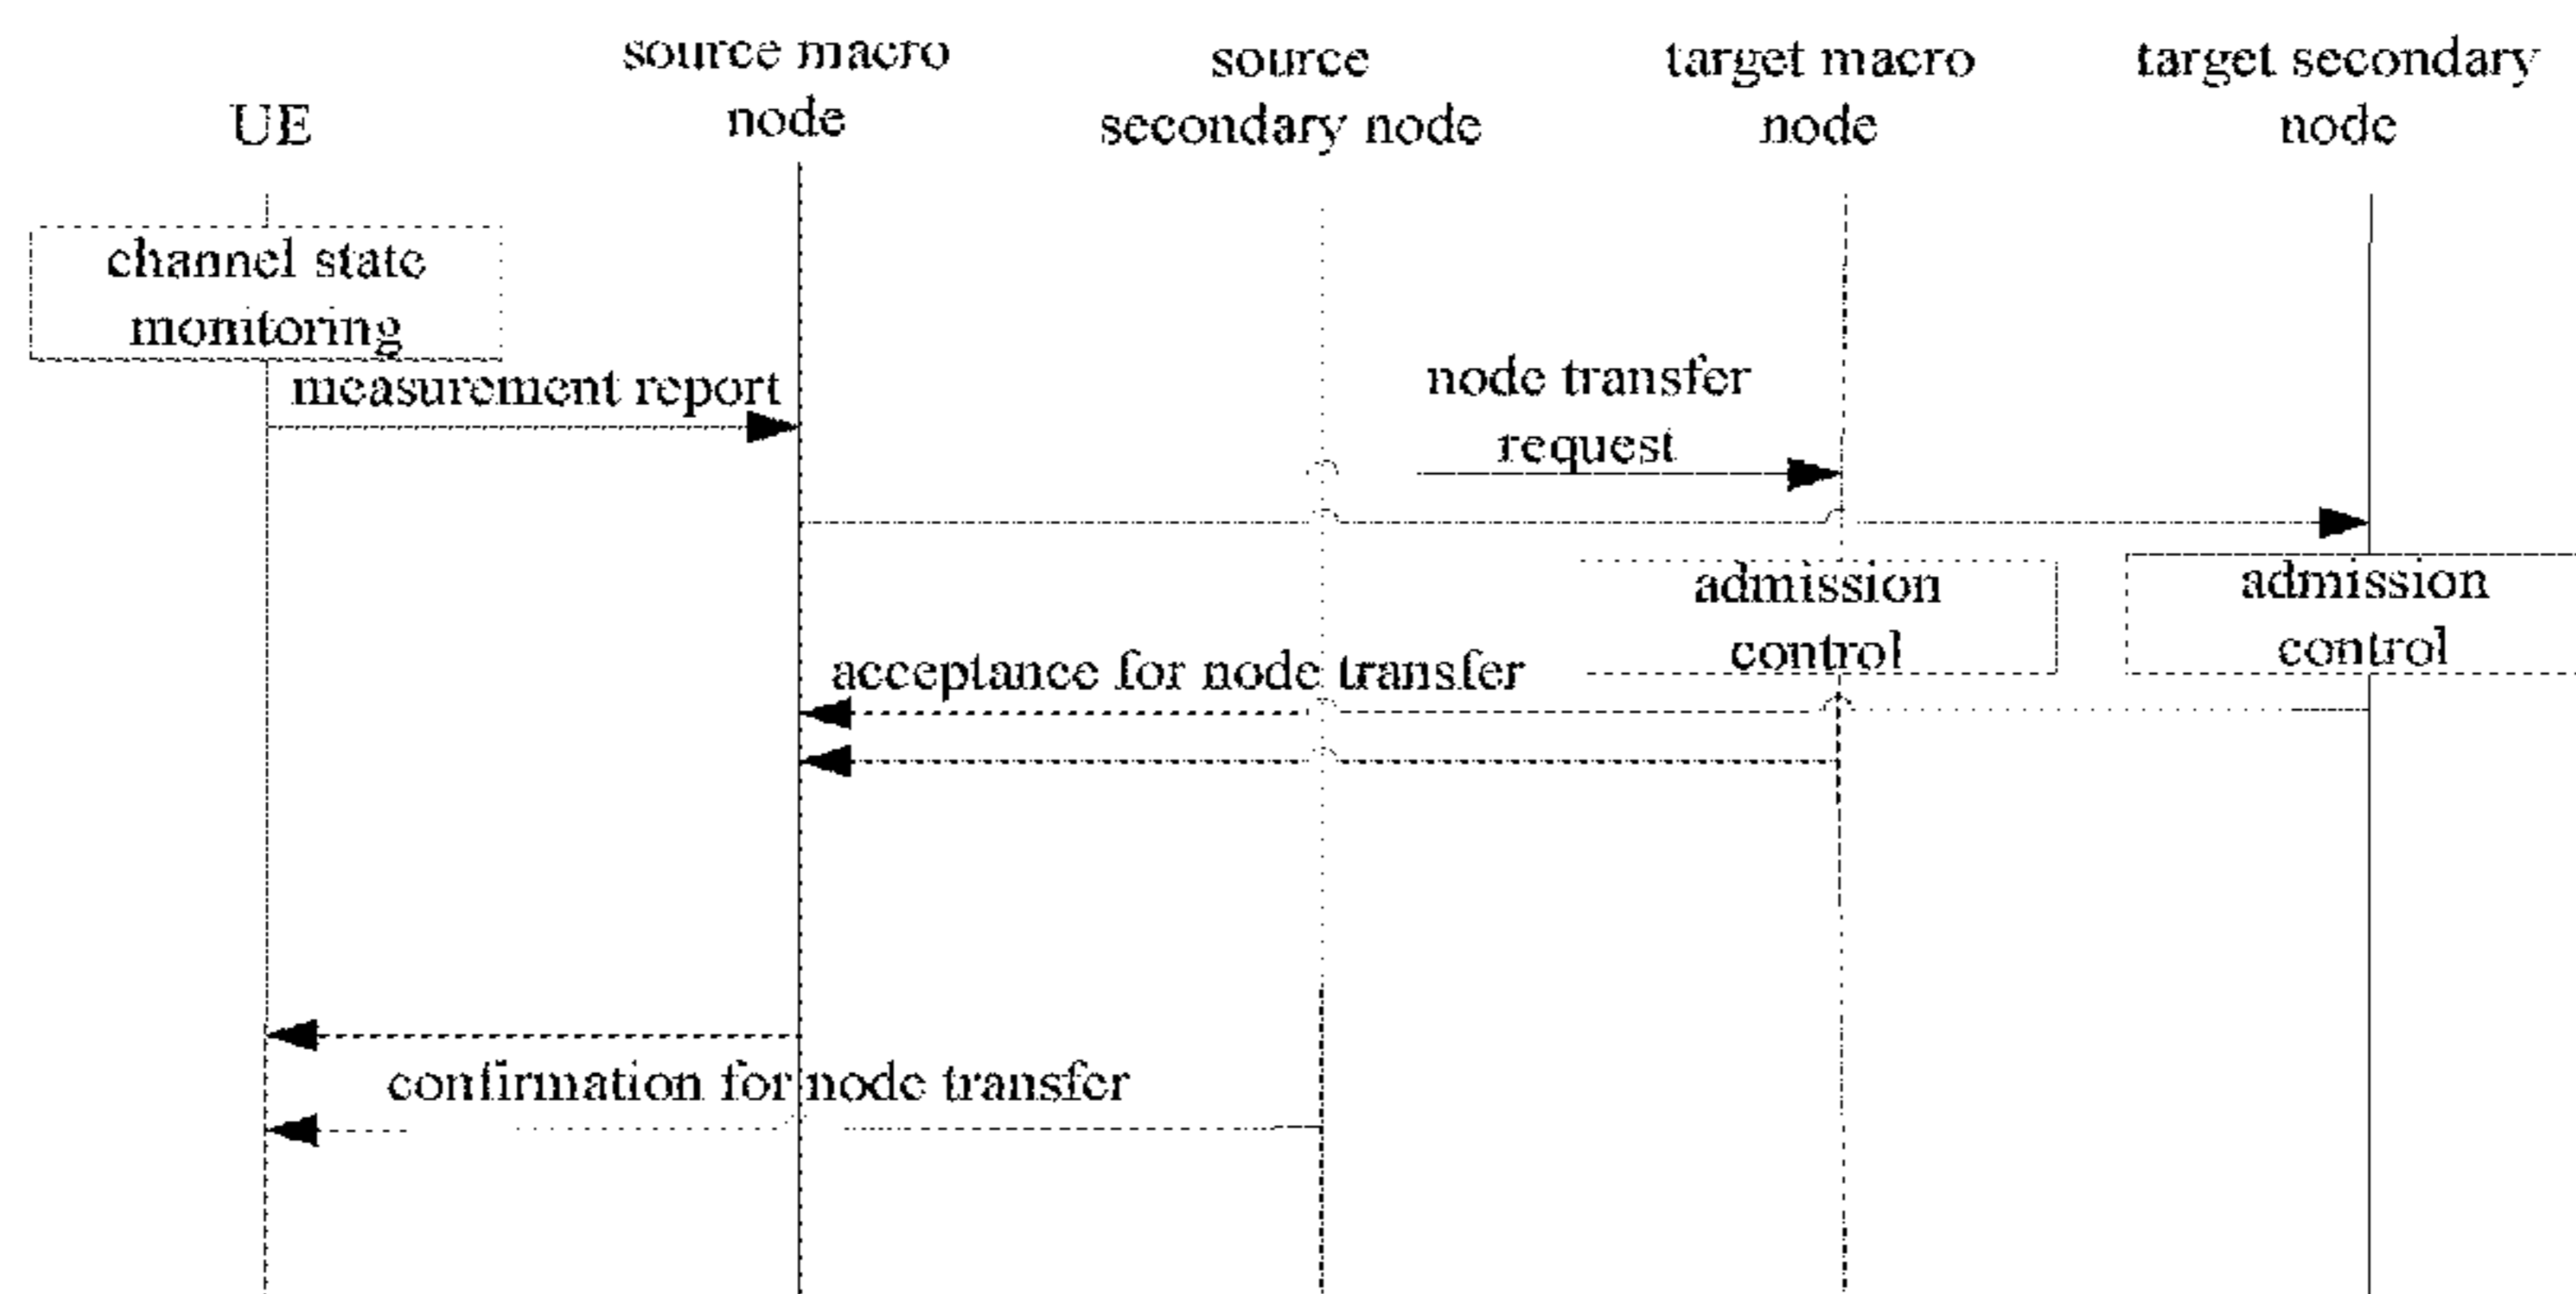 UE
source macro
node
source
secondary node
target macro
node
target secondary
node
channel state
monitoring
measurement report
node transfer
request
admission
control
admission
control
acceptance for node transfer
confirmation for node transfer